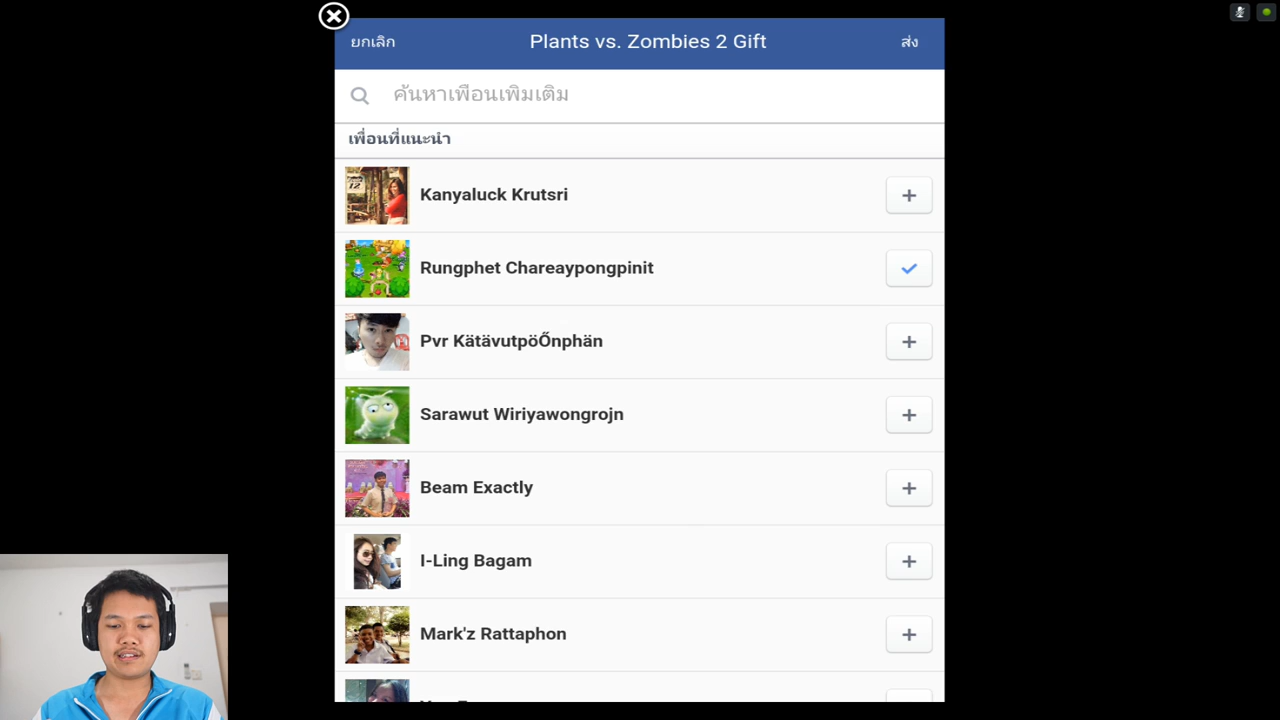 ยกเลิก Plants vs. Zombies 2 Gift ส่ง
ค้นหาเพื่อนเพิ่มเติม
เพื่อนที่แนะนำ
Kanyaluck Krutsri
Rungphet Chareaypongpinit
Pvr KätävutpöŐnphän
Sarawut Wiriyawongrojn
Beam Exactly
I-Ling Bagam
Mark'z Rattaphon